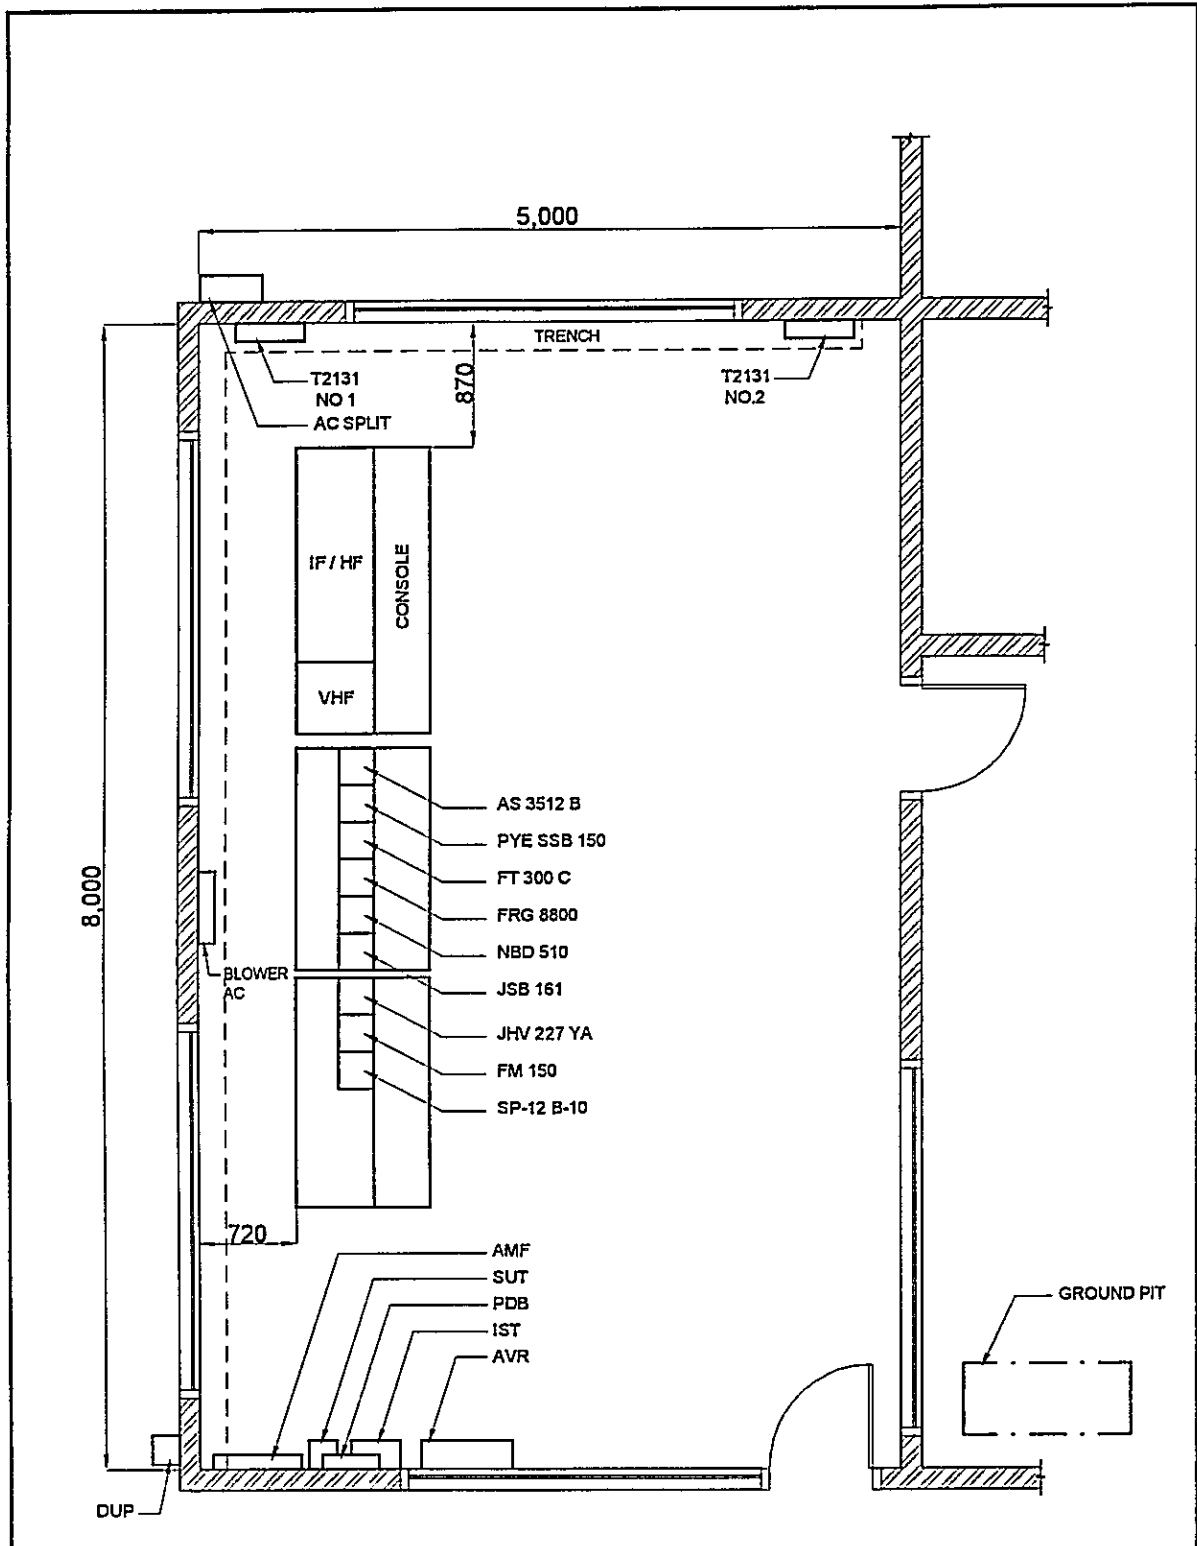 5,000
TRENCH
870
T2131
NO 1
AC SPLIT
T2131
NO.2
IF / HF
CONSOLE
VHF
AS 3512 B
PYE SSB 150
FT 300 C
FRG 8800
NBD 510
JSB 161
JHV 227 YA
FM 150
SP-12 B-10
8,000
BLOWER
AC
720
AMF
SUT
PDB
IST
AVR
GROUND PIT
DUP